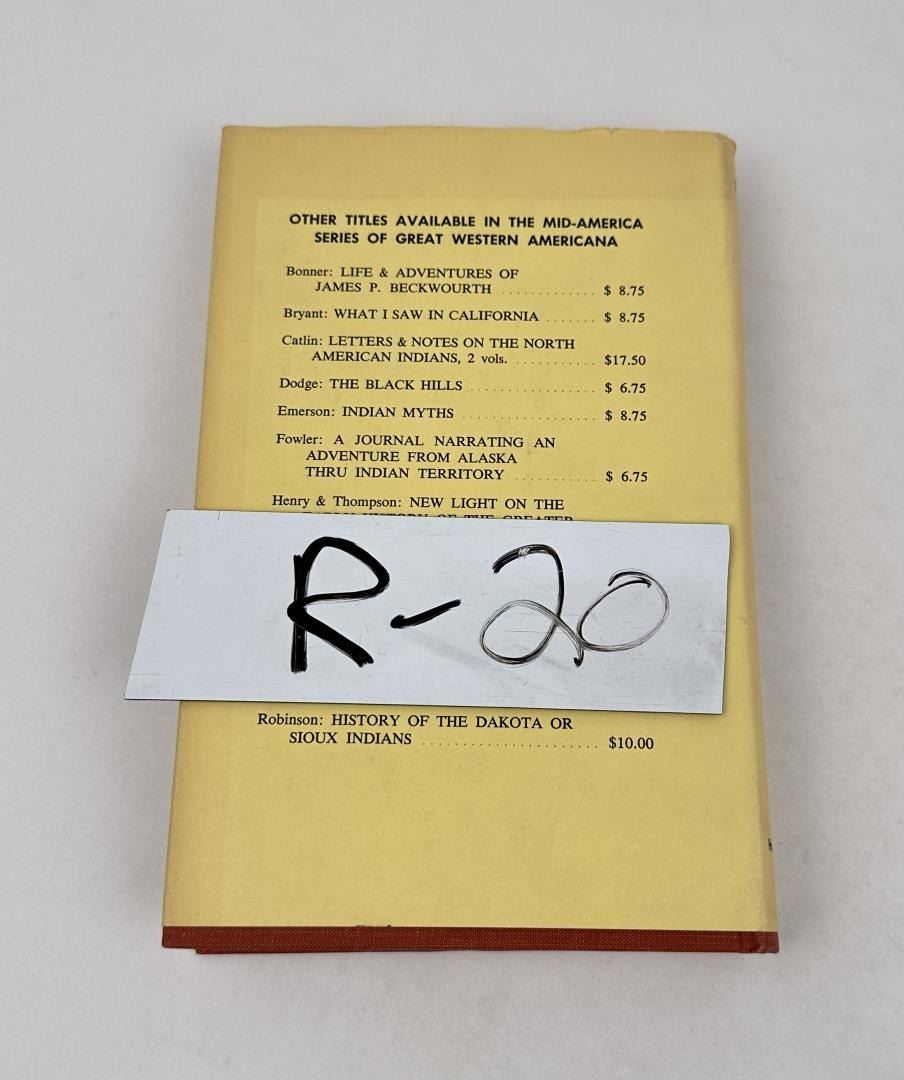 OTHER TITLES AVAILABLE IN THE MID-AMERICA
SERIES OF GREAT WESTERN AMERICANA
Bonner: LIFE & ADVENTURES OF
JAMES P. BECKWOURTH ............. $ 8.75
Bryant: WHAT I SAW IN CALIFORNIA ....... $ 8.75
Catlin: LETTERS & NOTES ON THE NORTH
AMERICAN INDIANS, 2 vols. ........... $17.50
Dodge: THE BLACK HILLS ................. $ 6.75
Emerson: INDIAN MYTHS .................. $ 8.75
Fowler: A JOURNAL NARRATING AN
ADVENTURE FROM ALASKA
THRU INDIAN TERRITORY ........... $ 6.75
Henry & Thompson: NEW LIGHT ON THE
HISTORY OF THE GREATER
R-20
Robinson: HISTORY OF THE DAKOTA OR
SIOUX INDIANS ....................... $10.00